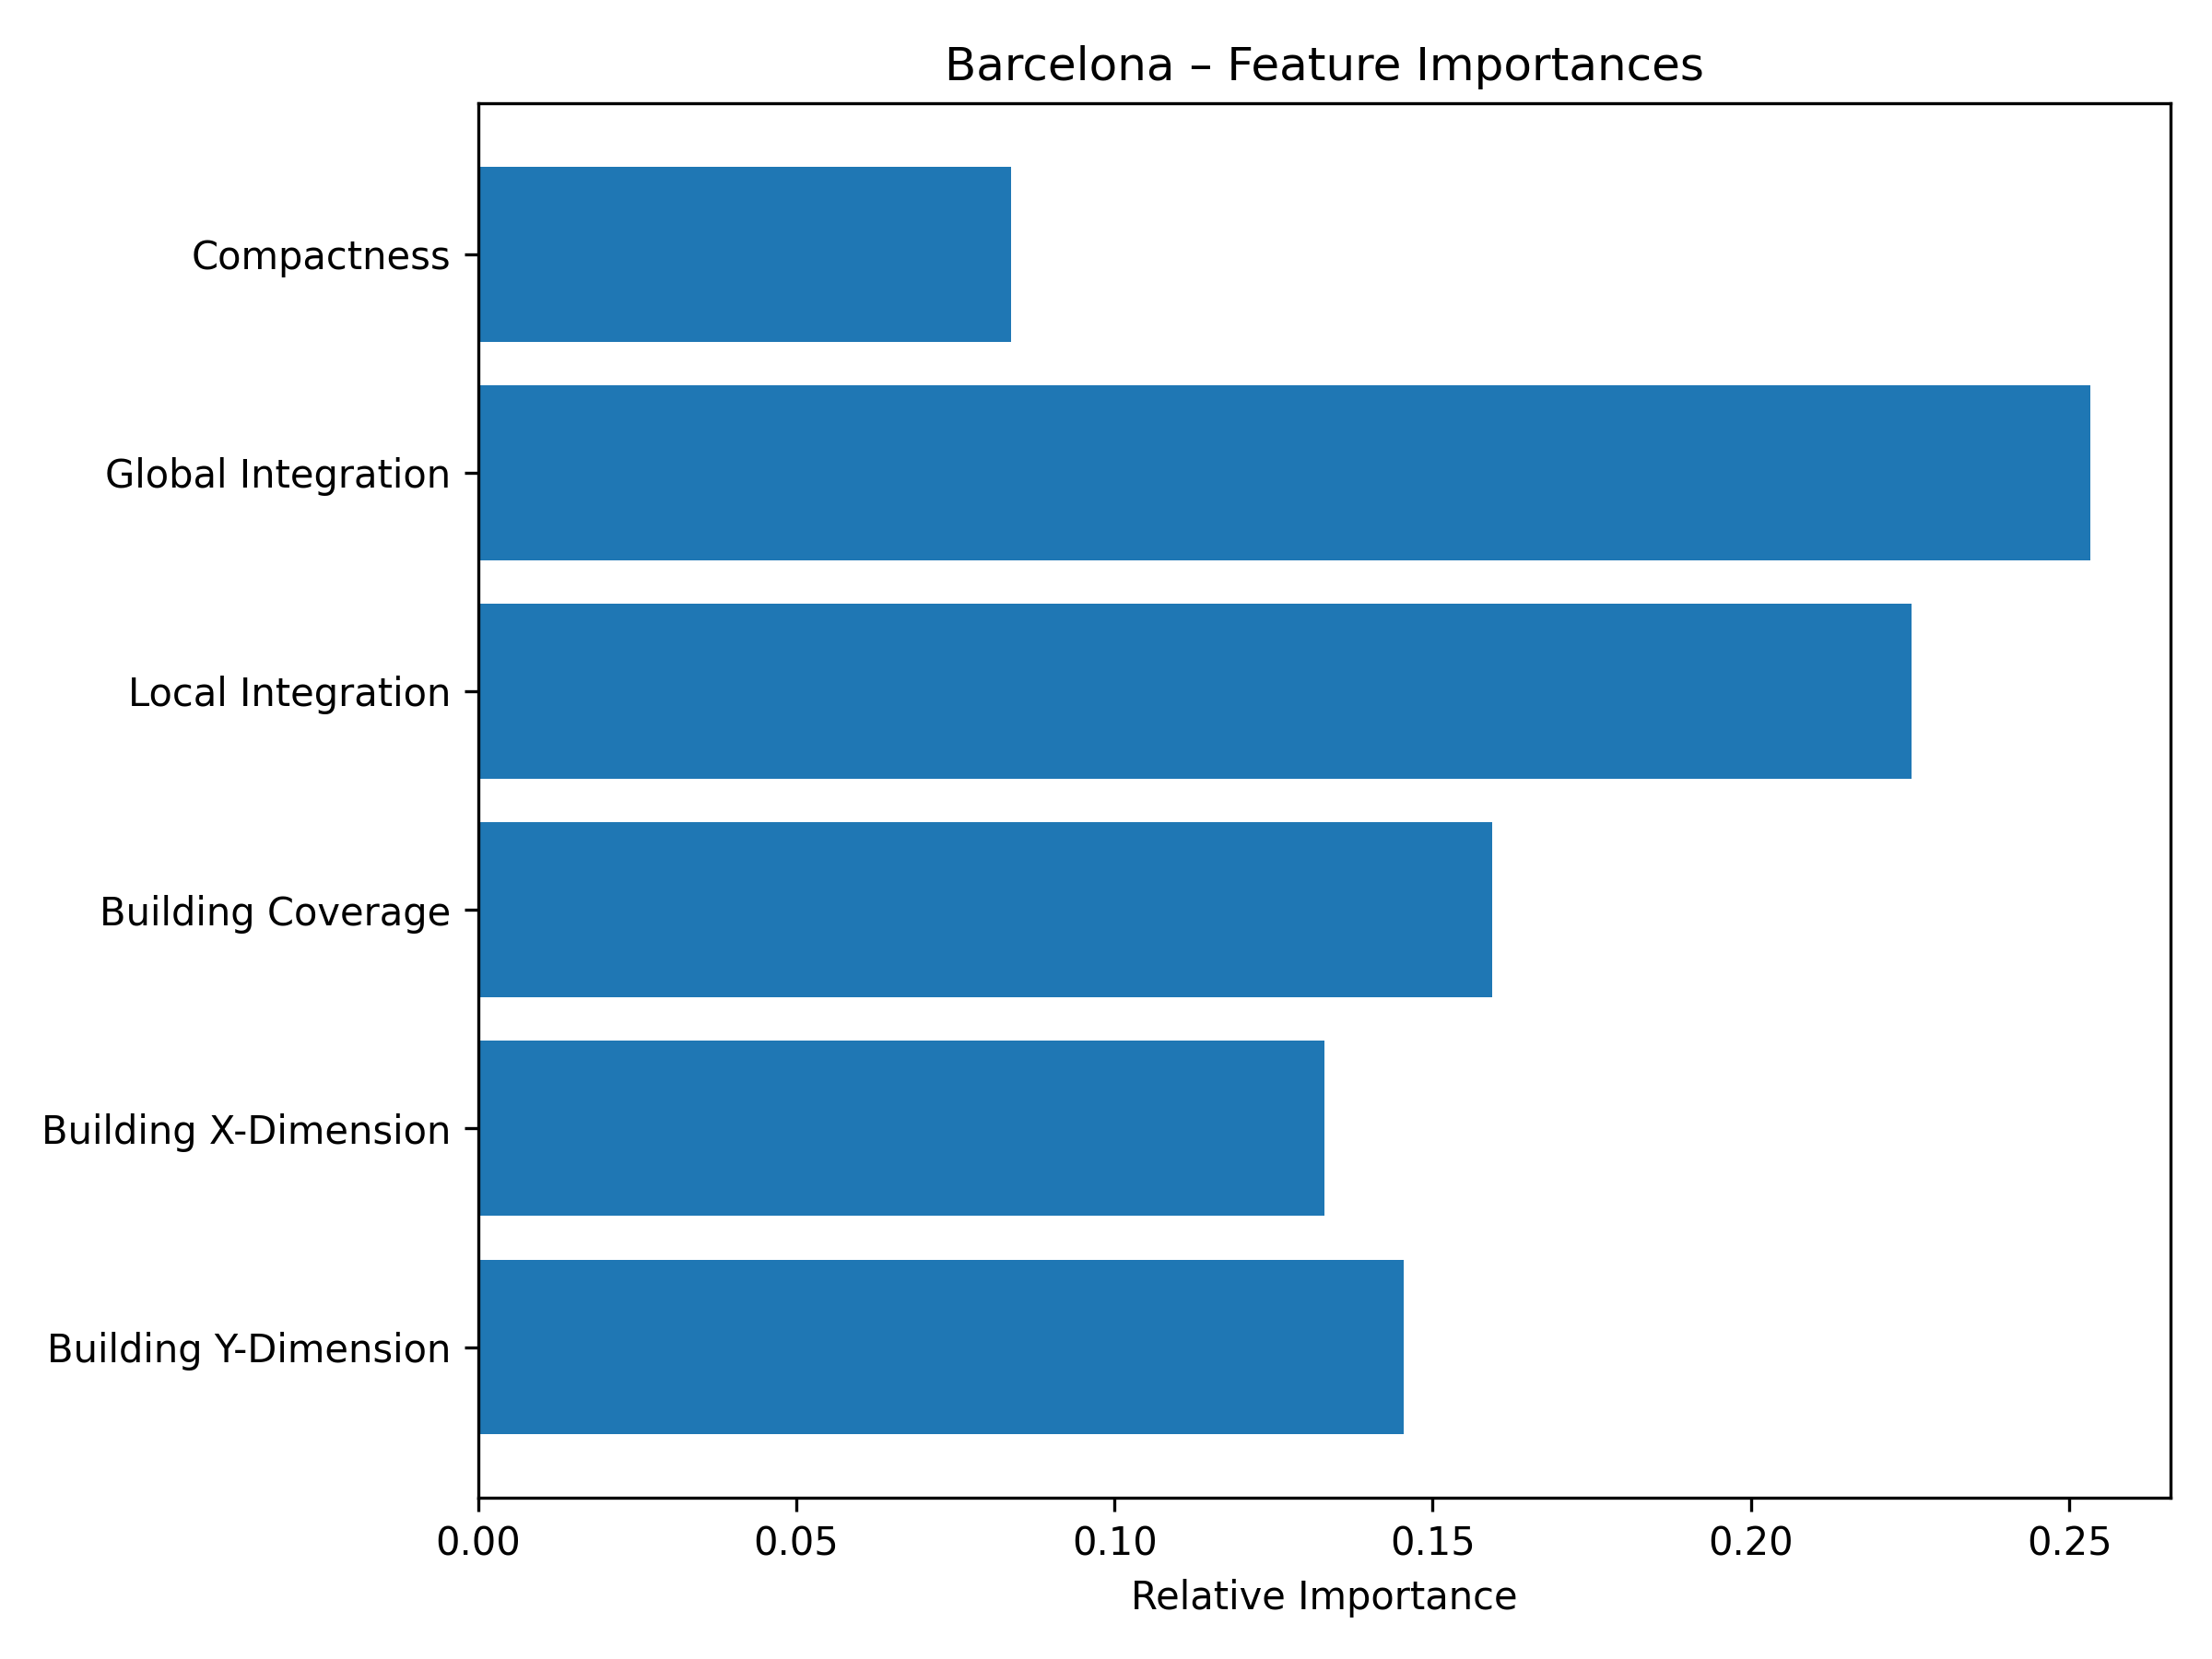 Barcelona – Feature Importances
Compactness
Global Integration
Local Integration
Building Coverage
Building X-Dimension
Building Y-Dimension
0.00 0.05 0.10 0.15 0.20 0.25
Relative Importance